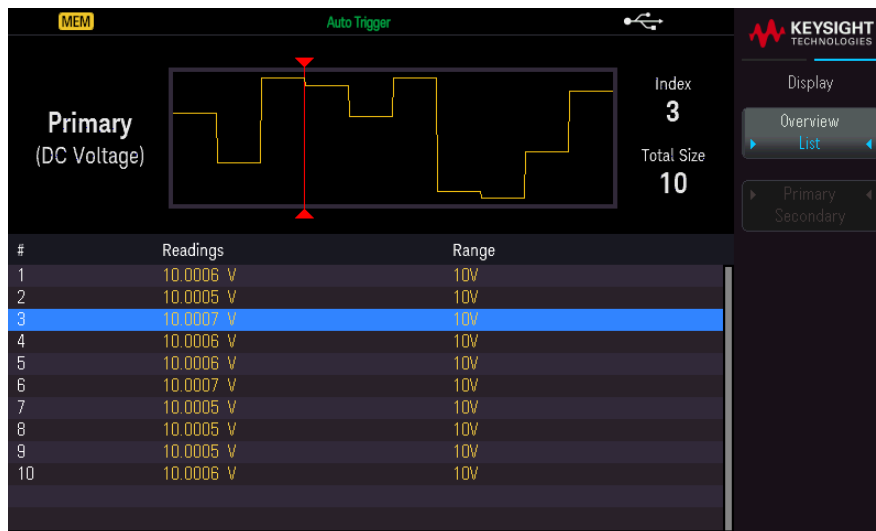 MEM Auto Trigger
KEYSIGHT
TECHNOLOGIES
Display
Overview
List
Primary
Secondary
Primary
(DC Voltage)
Index
3
Total Size
10
# Readings Range
1 10.0006 V 10V
2 10.0005 V 10V
3 10.0007 V 10V
4 10.0006 V 10V
5 10.0006 V 10V
6 10.0007 V 10V
7 10.0005 V 10V
8 10.0005 V 10V
9 10.0005 V 10V
10 10.0006 V 10V